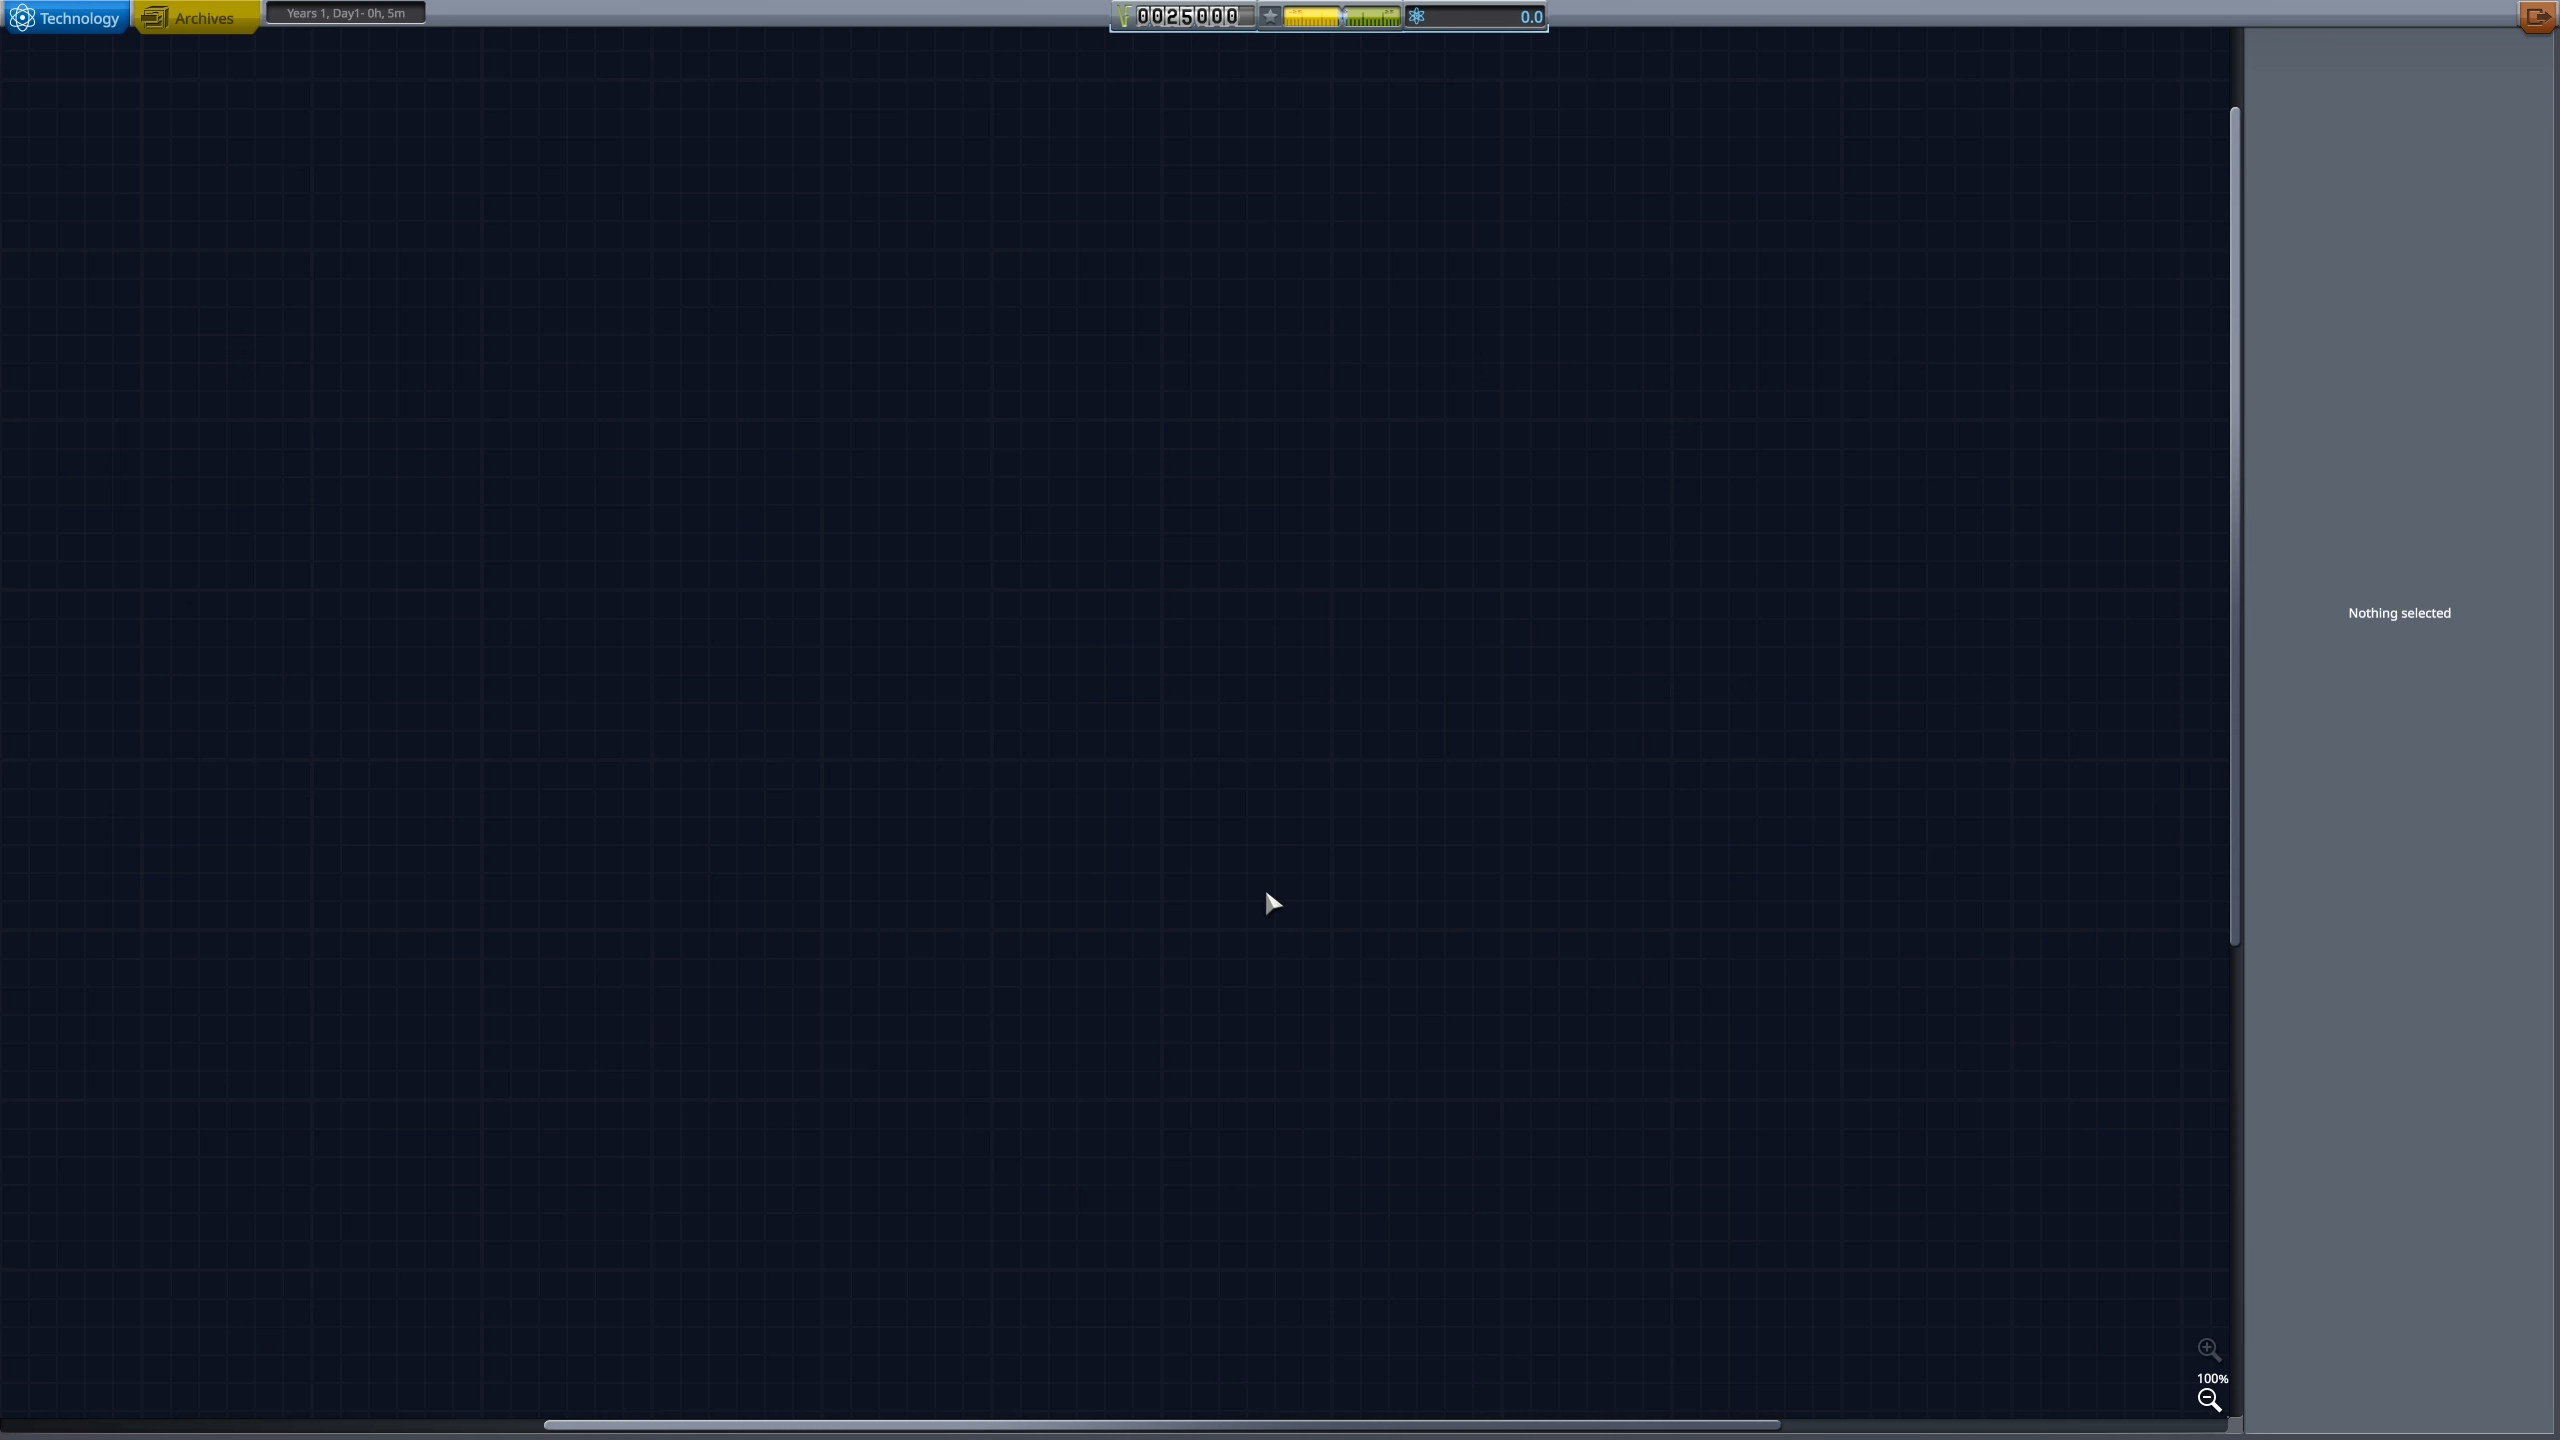 Technology
Archives
Years 1, Day1- 0h, 5m
0025000
0.0
Nothing selected
100%